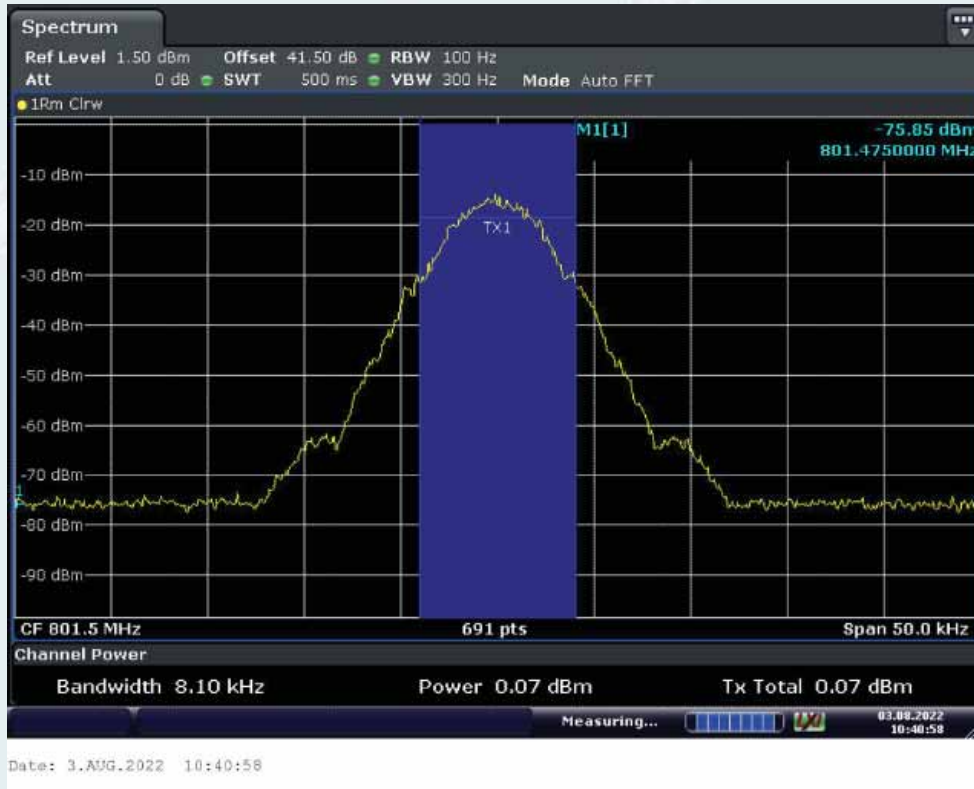 Spectrum
Ref Level 1.50 dBm Offset 41.50 dB RBW 100 Hz
Att 0 dB SWT 500 ms VBW 300 Hz Mode Auto FFT
1Rm Clrw
M1[1] -75.85 dBm
801.4750000 MHz
-10 dBm
-20 dBm
TX1
-30 dBm
-40 dBm
-50 dBm
-60 dBm
-70 dBm
1
-80 dBm
-90 dBm
CF 801.5 MHz 691 pts Span 50.0 kHz
Channel Power
Bandwidth 8.10 kHz Power 0.07 dBm Tx Total 0.07 dBm
Measuring... LXI 03.08.2022
10:40:58
Date: 3.AUG.2022 10:40:58